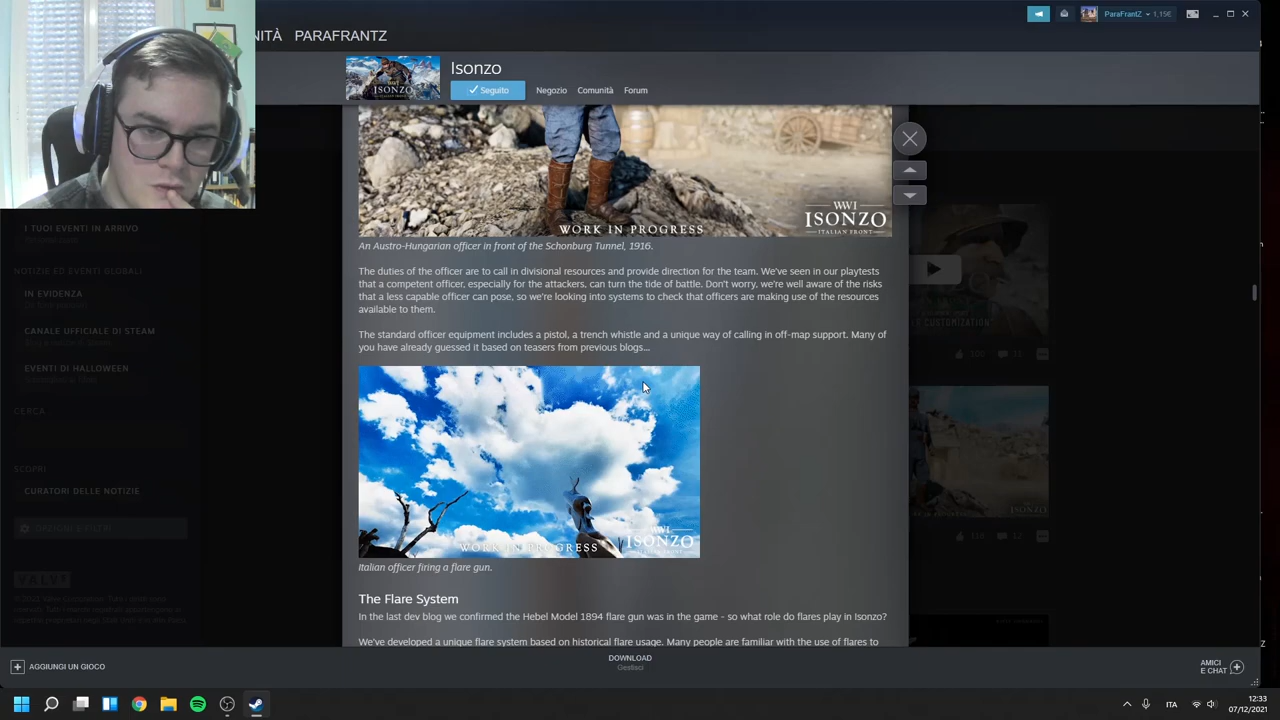 NITÀ PARAFRANTZ
ParaFrantZ
1,15€
Isonzo
ISONZO
Seguito
Negozio
Comunità
Forum
WORK IN PROGRESS
WWI
ISONZO
ITALIAN FRONT
An Austro-Hungarian officer in front of the Schonburg Tunnel, 1916.
The duties of the officer are to call in divisional resources and provide direction for the team. We've seen in our playtests
that a competent officer, especially for the attackers, can turn the tide of battle. Don't worry, we're well aware of the risks
that a less capable officer can pose, so we're looking into systems to check that officers are making use of the resources
available to them.
The standard officer equipment includes a pistol, a trench whistle and a unique way of calling in off-map support. Many of
you have already guessed it based on teasers from previous blogs...
WORK IN PROGRESS
WWI
ISONZO
ITALIAN FRONT
Italian officer firing a flare gun.
The Flare System
In the last dev blog we confirmed the Hebel Model 1894 flare gun was in the game - so what role do flares play in Isonzo?
We've developed a unique flare system based on historical flare usage. Many people are familiar with the use of flares to
I TUOI EVENTI IN ARRIVO
NOTIZIE ED EVENTI GLOBALI
IN EVIDENZA
CANALE UFFICIALE DI STEAM
EVENTI DI HALLOWEEN
CERCA...
SCOPRI
CURATORI DELLE NOTIZIE
VALVE
CUSTOMIZATION
AGGIUNGI UN GIOCO
DOWNLOAD
Gestisci
AMICI
E CHAT
ITA
12:33
07/12/2021